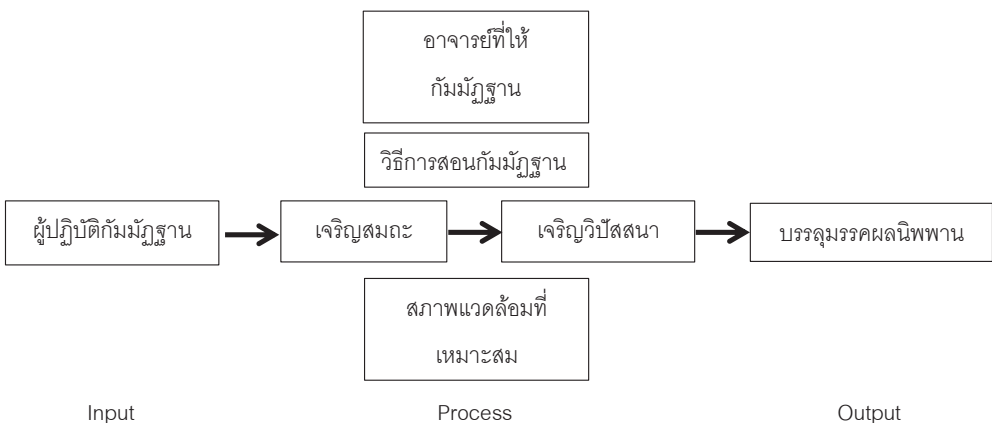 อาจารย์ที่ให้
กัมมัฏฐาน
วิธีการสอนกัมมัฏฐาน
ผู้ปฏิบัติกัมมัฏฐาน
เจริญสมถะ
เจริญวิปัสสนา
บรรลุมรรคผลนิพพาน
สภาพแวดล้อมที่
เหมาะสม
Input
Process
Output